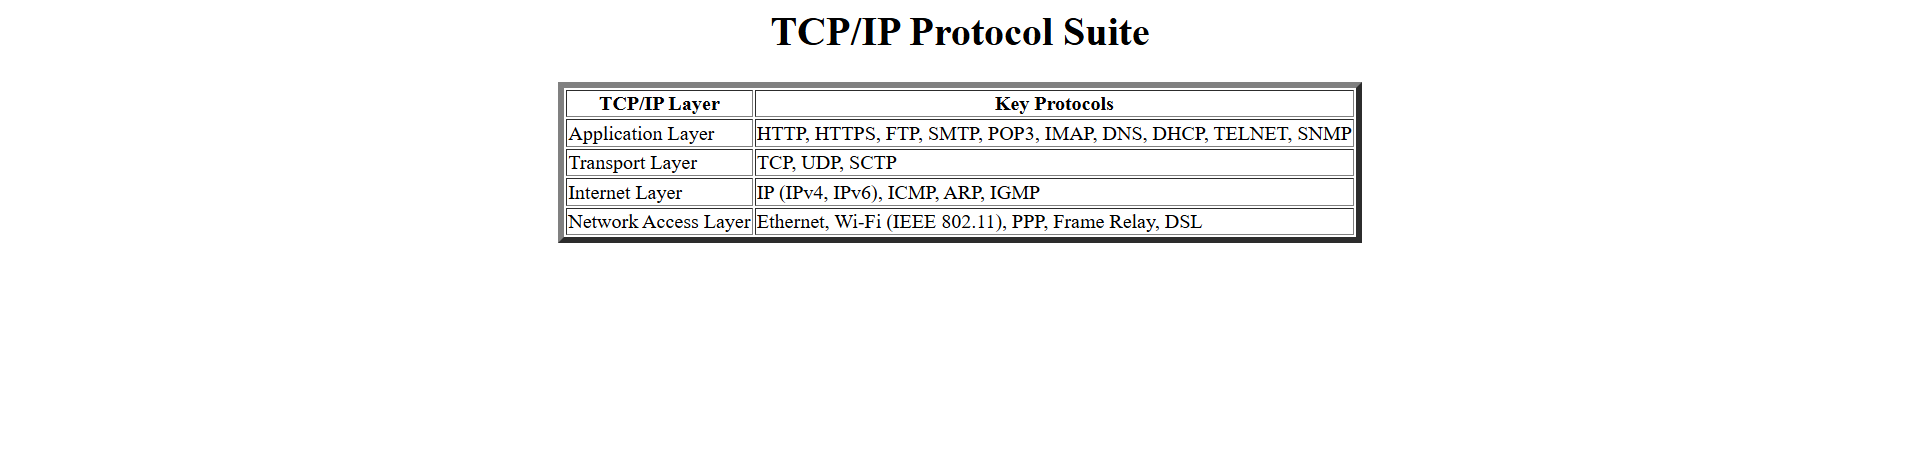 TCP/IP Protocol Suite
TCP/IP Layer Key Protocols
Application Layer HTTP, HTTPS, FTP, SMTP, POP3, IMAP, DNS, DHCP, TELNET, SNMP
Transport Layer TCP, UDP, SCTP
Internet Layer IP (IPv4, IPv6), ICMP, ARP, IGMP
Network Access Layer Ethernet, Wi-Fi (IEEE 802.11), PPP, Frame Relay, DSL